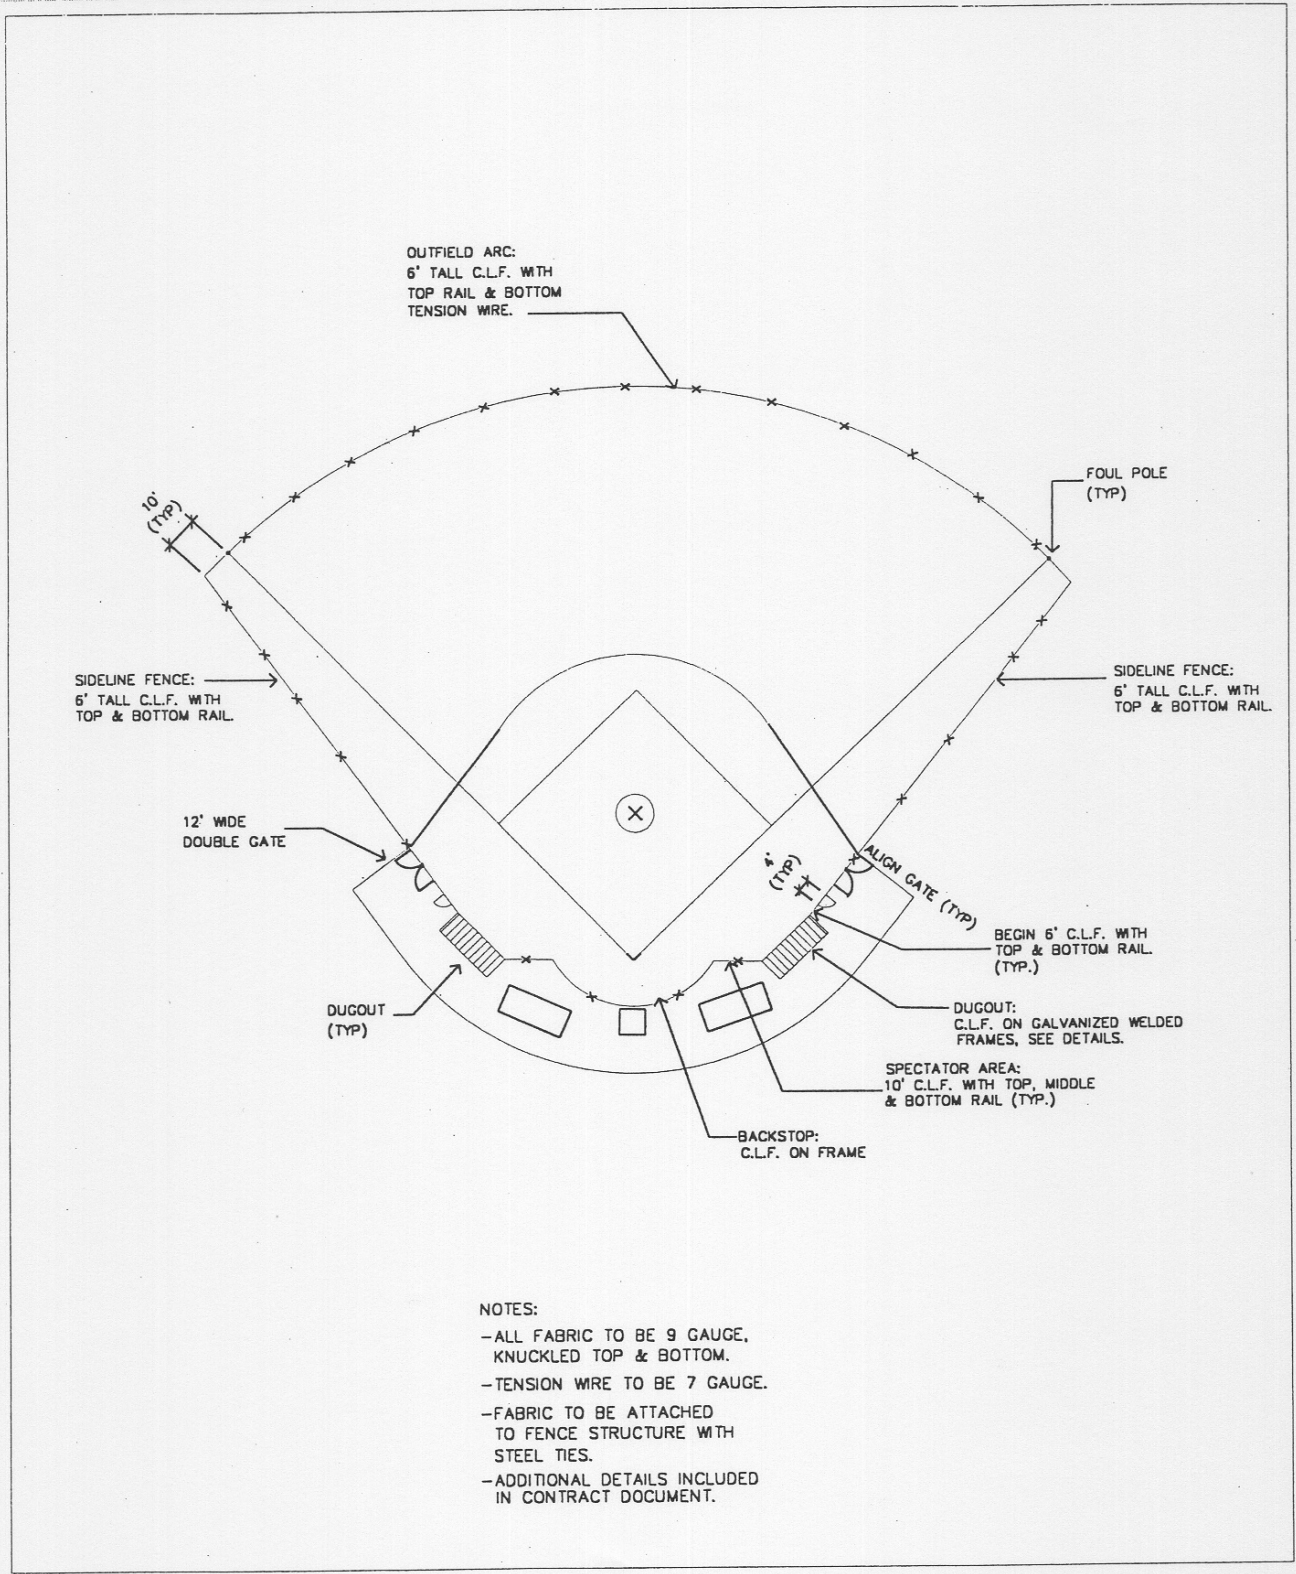 OUTFIELD ARC:
6' TALL C.L.F. WITH
TOP RAIL & BOTTOM
TENSION WIRE.
FOUL POLE
(TYP)
10'
(TYP)
SIDELINE FENCE:
6' TALL C.L.F. WITH
TOP & BOTTOM RAIL.
SIDELINE FENCE:
6' TALL C.L.F. WITH
TOP & BOTTOM RAIL.
12' WIDE
DOUBLE GATE
4'
(TYP)
ALIGN GATE (TYP)
BEGIN 6' C.L.F. WITH
TOP & BOTTOM RAIL.
(TYP.)
DUGOUT
(TYP)
DUGOUT:
C.L.F. ON GALVANIZED WELDED
FRAMES, SEE DETAILS.
SPECTATOR AREA:
10' C.L.F. WITH TOP, MIDDLE
& BOTTOM RAIL (TYP.)
BACKSTOP:
C.L.F. ON FRAME
NOTES:
-ALL FABRIC TO BE 9 GAUGE,
KNUCKLED TOP & BOTTOM.
-TENSION WIRE TO BE 7 GAUGE.
-FABRIC TO BE ATTACHED
TO FENCE STRUCTURE WITH
STEEL TIES.
-ADDITIONAL DETAILS INCLUDED
IN CONTRACT DOCUMENT.